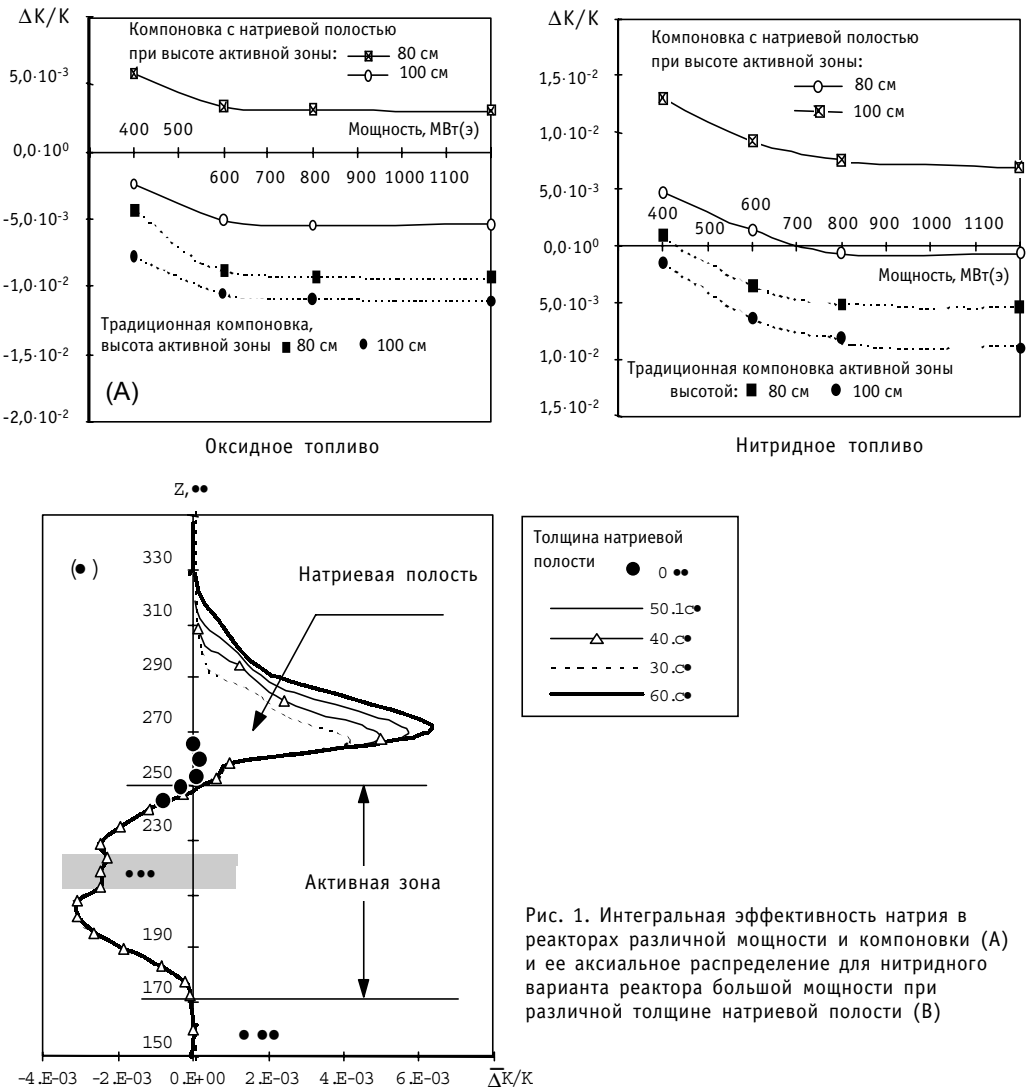 ΔK/K
Компоновка с натриевой полостью
при высоте активной зоны: 80 см
100 см
5,0·10⁻³
400 500
Мощность, МВт(э)
0,0·10⁰
600 700 800 900 1000 1100
-5,0·10⁻³
-1,0·10⁻²
Традиционная компоновка,
высота активной зоны 80 см 100 см
-1,5·10⁻²
(A)
-2,0·10⁻²
Оксидное топливо
ΔK/K
Компоновка с натриевой полостью
при высоте активной зоны:
80 см
100 см
1,5·10⁻²
1,0·10⁻²
5,0·10⁻³
400 500 600 700 800 900 1000 1100
0,0·10⁰
Мощность, МВт(э)
5,0·10⁻³
1,0·10⁻²
Традиционная компоновка активной зоны
высотой: 80 см 100 см
1,5·10⁻²
Нитридное топливо
Z, ••
(•)
330
310
290
270
250
230
190
170
150
Натриевая полость
•••
Активная зона
• ••
-4.E-03 -2.E-03 0.E+00 2.E-03 4.E-03 6.E-03 ΔK/K
Толщина натриевой
полости
0 ••
50.1c•
40.c•
30.c•
60.c•
Рис. 1. Интегральная эффективность натрия в
реакторах различной мощности и компоновки (A)
и ее аксиальное распределение для нитридного
варианта реактора большой мощности при
различной толщине натриевой полости (B)